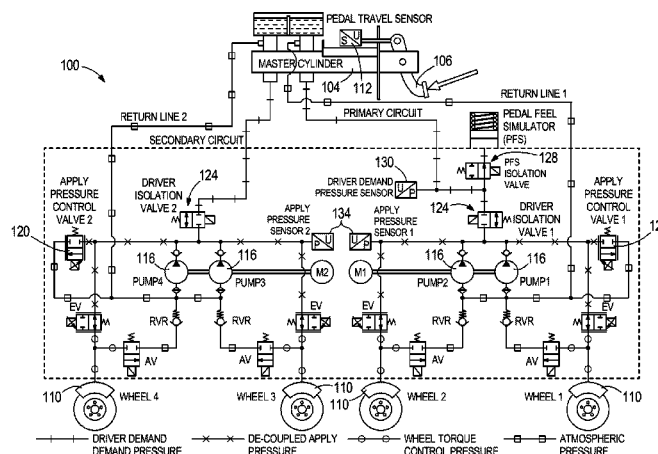 PEDAL TRAVEL SENSOR
S U
106
MASTER CYLINDER
104
112
100
RETURN LINE 1
RETURN LINE 2
PRIMARY CIRCUIT
SECONDARY CIRCUIT
PEDAL FEEL
SIMULATOR
(PFS)
130
128
U P
DRIVER DEMAND
PRESSURE SENSOR
PFS
ISOLATION
VALVE
APPLY
PRESSURE
CONTROL
VALVE 2
124
DRIVER
ISOLATION
VALVE 2
APPLY
PRESSURE
SENSOR 2
134
APPLY
PRESSURE
SENSOR 1
124
DRIVER
ISOLATION
VALVE 1
APPLY
PRESSURE
CONTROL
VALVE 1
120
12
P U
U P
116
116
116
116
PUMP4
PUMP3
M2
M1
PUMP2
PUMP1
EV
RVR
RVR
EV
EV
RVR
RVR
EV
AV
AV
AV
AV
110
WHEEL 4
WHEEL 3
110
110
WHEEL 2
WHEEL 1
110
DRIVER DEMAND
DEMAND PRESSURE
DE-COUPLED APPLY
PRESSURE
WHEEL TORQUE
CONTROL PRESSURE
ATMOSPHERIC
PRESSURE